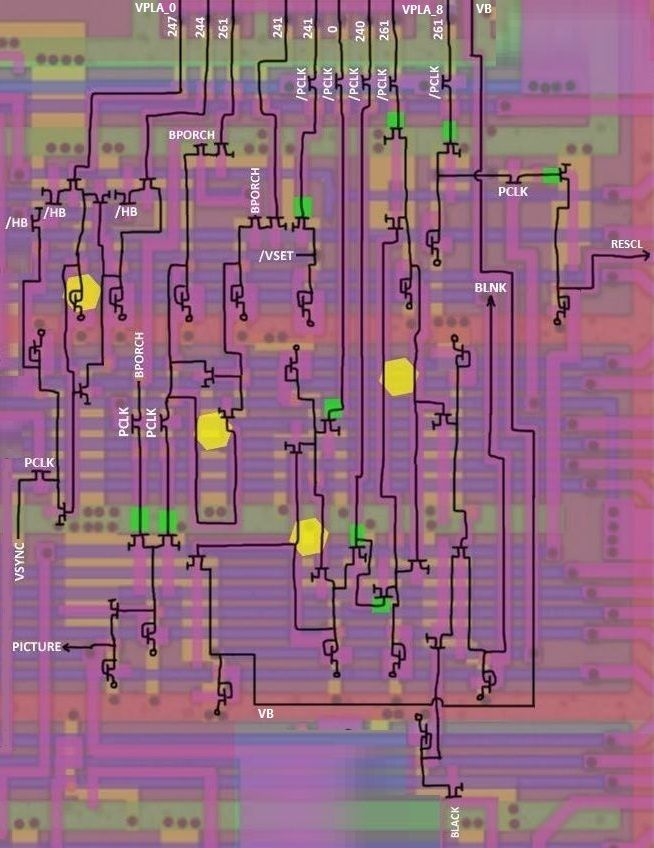 VPLA_0
VPLA_8
VB
247
244
261
241
241
0
240
261
261
/PCLK
/PCLK
/PCLK
/PCLK
/PCLK
BPORCH
BPORCH
/HB
/HB
/HB
PCLK
/VSET
RESCL
BLNK
BPORCH
PCLK
PCLK
PCLK
VSYNC
PICTURE
VB
BLACK